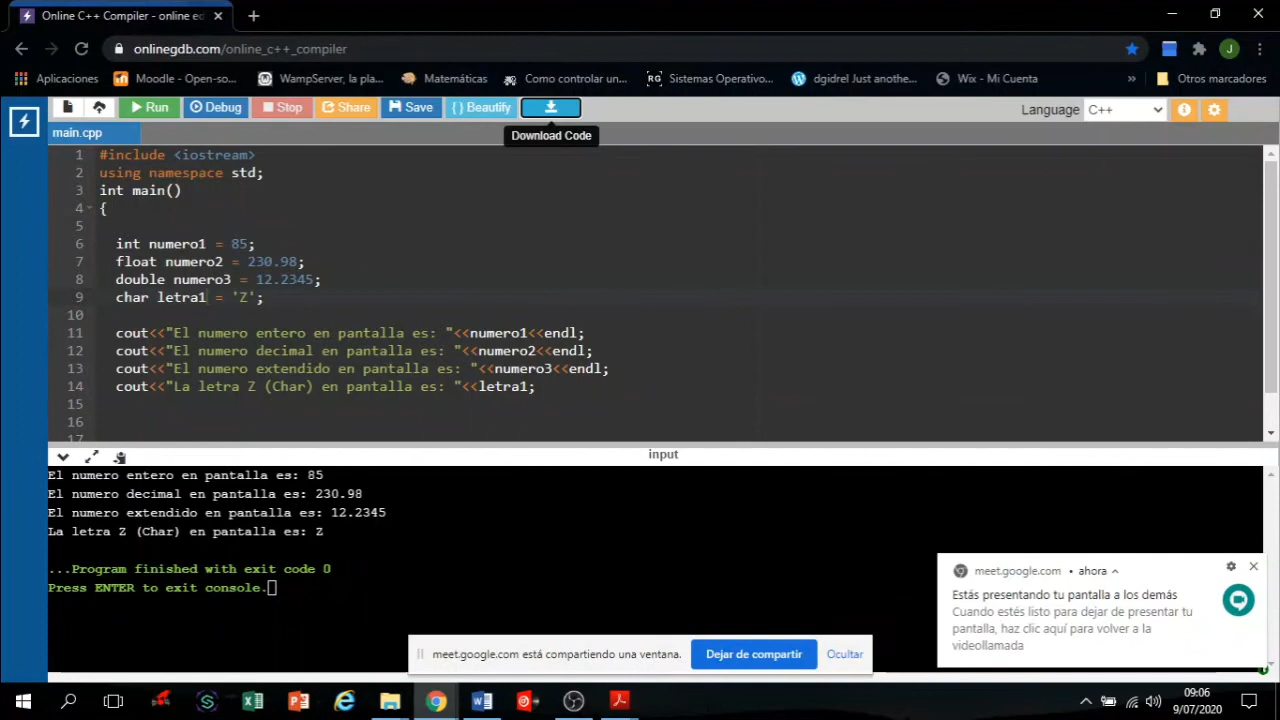 Online C++ Compiler - online ed
onlinegdb.com/online_c++_compiler
J
Aplicaciones
Moodle - Open-so...
WampServer, la pla...
Matemáticas
Como controlar un...
RG
Sistemas Operativo...
dgidrel Just anothe...
Wix - Mi Cuenta
»
Otros marcadores
Run
Debug
Stop
Share
Save
{ } Beautify
Language
C++
Download Code
main.cpp
1 #include <iostream>
2 using namespace std;
3 int main()
4 {
5
6 int numero1 = 85;
7 float numero2 = 230.98;
8 double numero3 = 12.2345;
9 char letra1 = 'Z';
10
11 cout<<"El numero entero en pantalla es: "<<numero1<<endl;
12 cout<<"El numero decimal en pantalla es: "<<numero2<<endl;
13 cout<<"El numero extendido en pantalla es: "<<numero3<<endl;
14 cout<<"La letra Z (Char) en pantalla es: "<<letra1;
15
16
17
input
El numero entero en pantalla es: 85
El numero decimal en pantalla es: 230.98
El numero extendido en pantalla es: 12.2345
La letra Z (Char) en pantalla es: Z
...Program finished with exit code 0
Press ENTER to exit console.
meet.google.com • ahora
Estás presentando tu pantalla a los demás
Cuando estés listo para dejar de presentar tu
pantalla, haz clic aquí para volver a la
videollamada
meet.google.com está compartiendo una ventana.
Dejar de compartir
Ocultar
09:06
9/07/2020